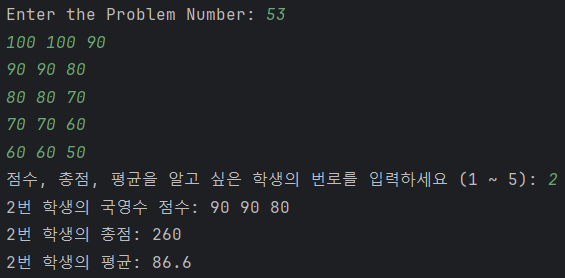 Enter the Problem Number: 53
100 100 90
90 90 80
80 80 70
70 70 60
60 60 50
점수, 총점, 평균을 알고 싶은 학생의 번로를 입력하세요 (1 ~ 5): 2
2번 학생의 국영수 점수: 90 90 80
2번 학생의 총점: 260
2번 학생의 평균: 86.6